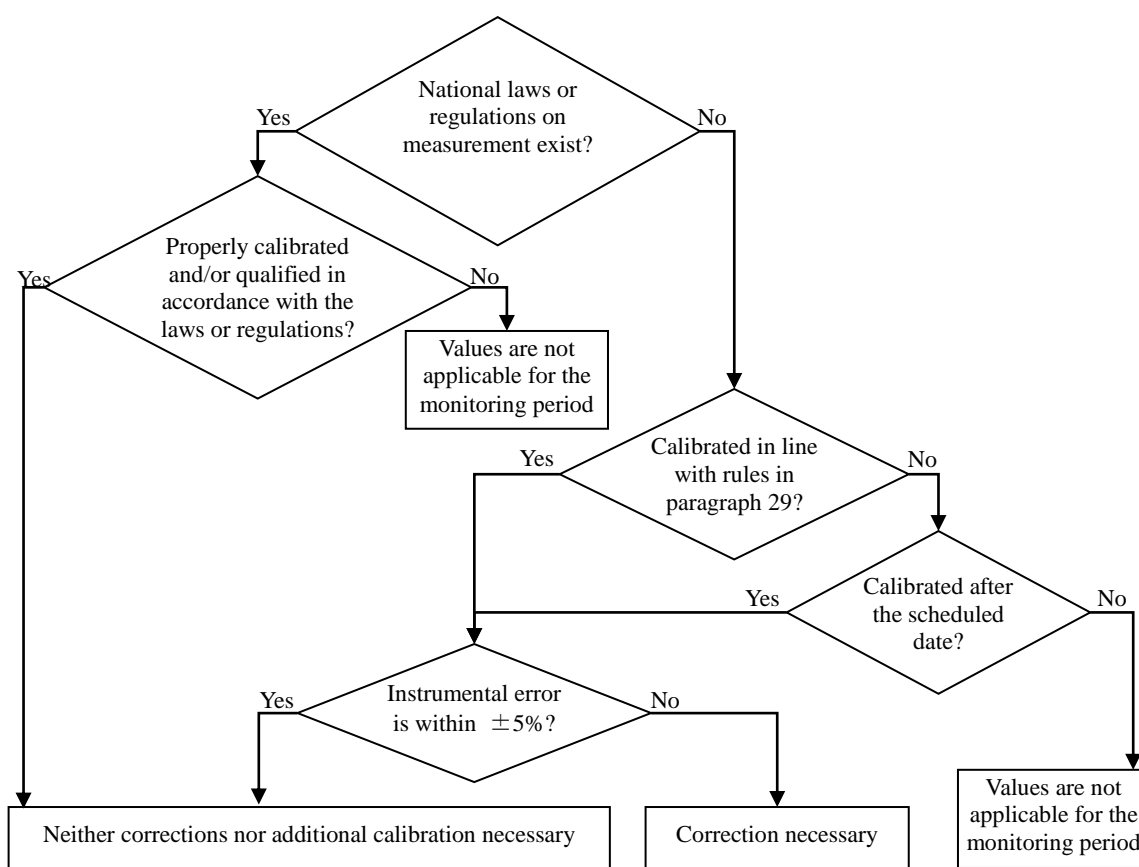 National laws or
regulations on
measurement exist?
Yes
No
Properly calibrated
and/or qualified in
accordance with the
laws or regulations?
Yes
No
Values are not
applicable for the
monitoring period
Calibrated in line
with rules in
paragraph 29?
Yes
No
Calibrated after
the scheduled
date?
Yes
No
Instrumental error
is within ±5%?
Yes
No
Values are not
applicable for the
monitoring period
Neither corrections nor additional calibration necessary
Correction necessary